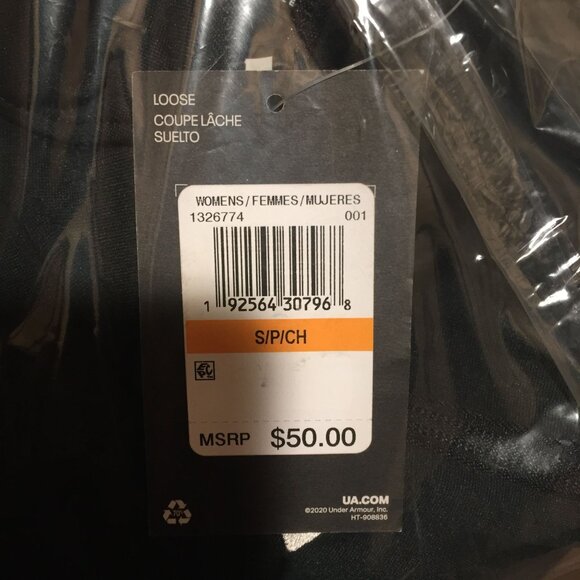 LOOSE
COUPE LÂCHE
SUELTO
WOMENS/FEMMES/MUJERES
1326774 001
1 92564 30796 8
S/P/CH
MSRP $50.00
UA.COM
©2020 Under Armour, Inc.
HT-908836